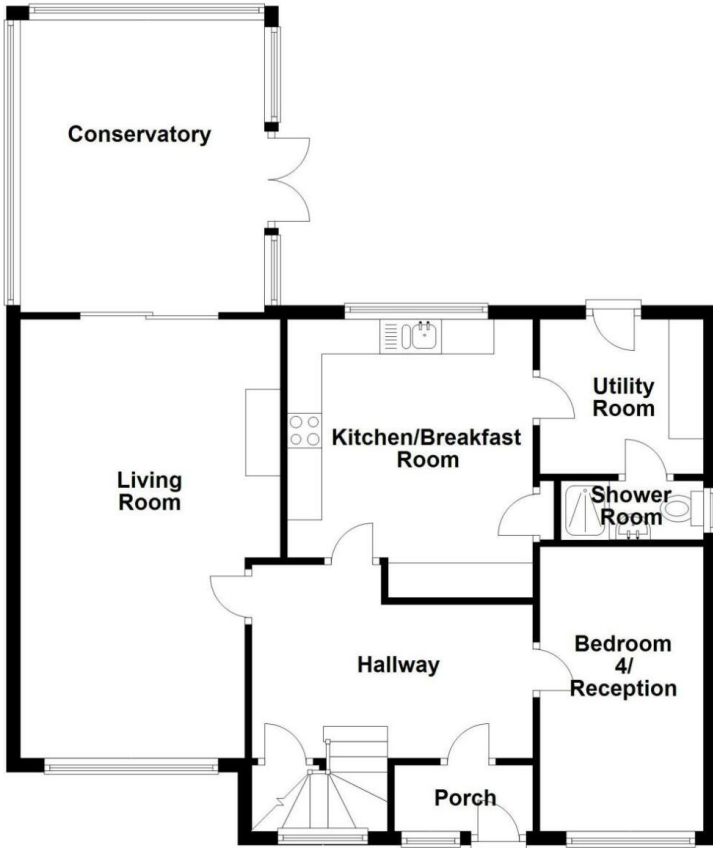 Conservatory
Utility
Room
Kitchen/Breakfast
Room
Living
Room
Shower
Room
Bedroom
4/
Reception
Hallway
Porch